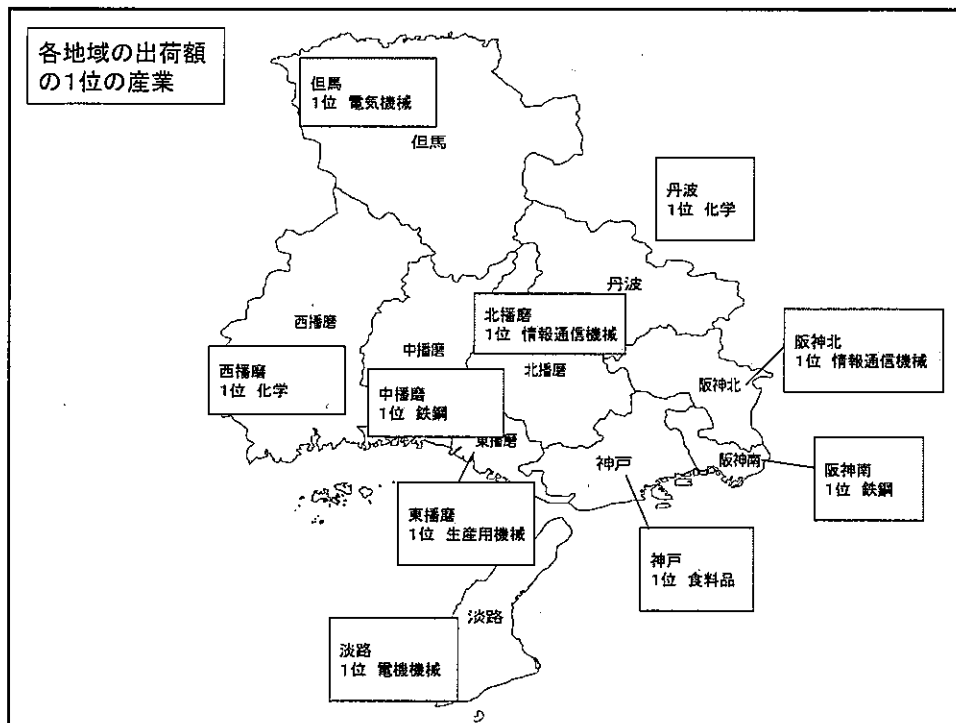 各地域の出荷額
の1位の産業
但馬
1位 電気機械
但馬
丹波
1位 化学
丹波
西播磨
中播磨
北播磨
1位 情報通信機械
北播磨
阪神北
1位 情報通信機械
阪神北
西播磨
1位 化学
中播磨
1位 鉄鋼
東播磨
神戸
阪神南
阪神南
1位 鉄鋼
東播磨
1位 生産用機械
神戸
1位 食料品
淡路
淡路
1位 電機機械